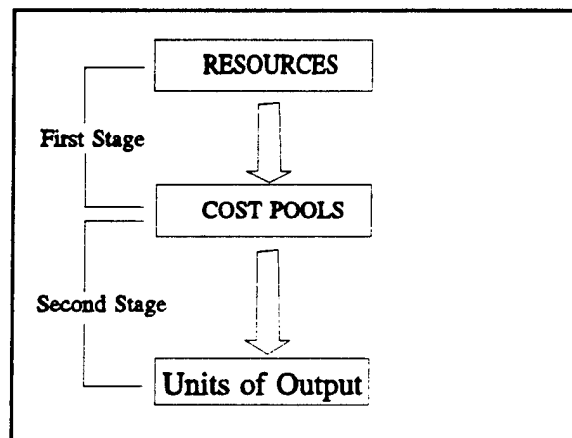 RESOURCES
First Stage
COST POOLS
Second Stage
Units of Output